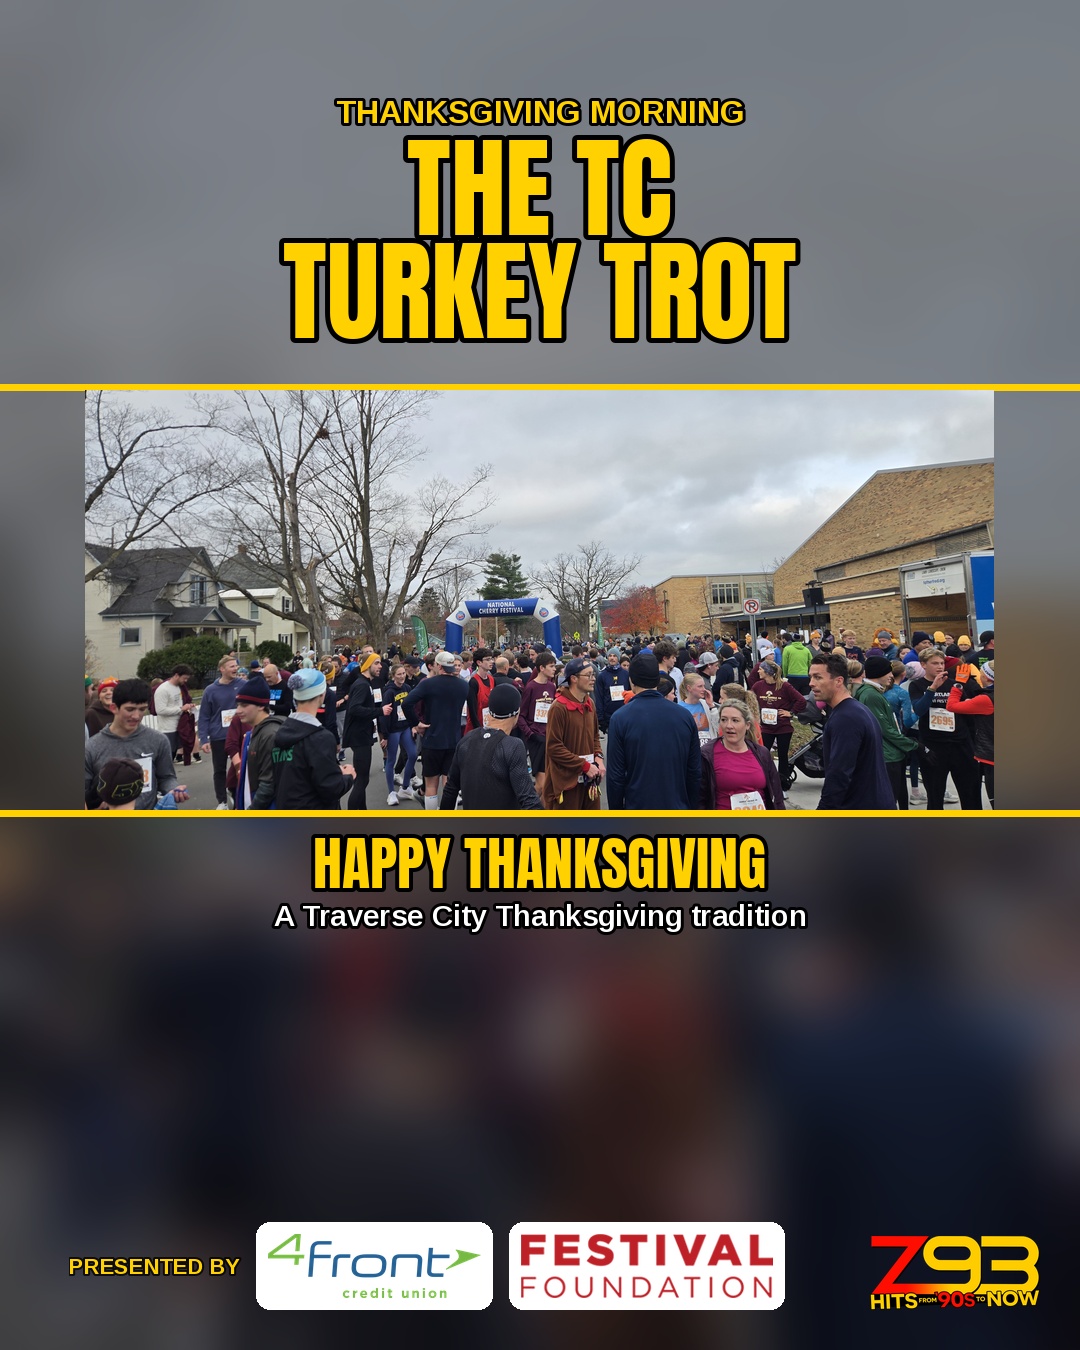 THANKSGIVING MORNING
THE TC
TURKEY TROT
NATIONAL
CHERRY FESTIVAL
2695
HAPPY THANKSGIVING
A Traverse City Thanksgiving tradition
PRESENTED BY
4Front
credit union
FESTIVAL
FOUNDATION
Z93
HITS FROM '90S TO NOW